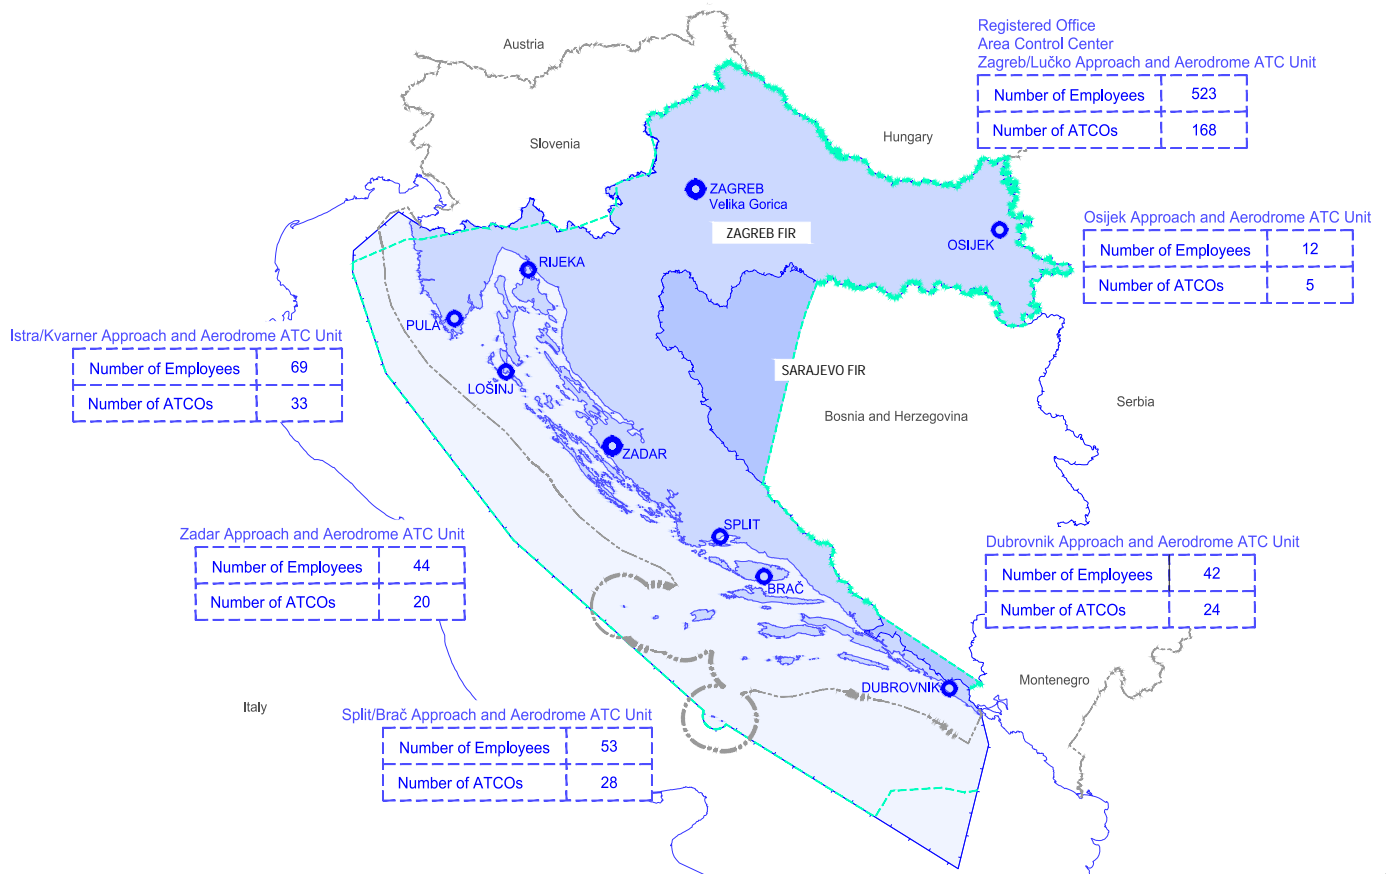 Registered Office
Area Control Center
Zagreb/Lučko Approach and Aerodrome ATC Unit
Number of Employees 523
Number of ATCOs 168
Austria
Slovenia
Hungary
ZAGREB
Velika Gorica
ZAGREB FIR
OSIJEK
Osijek Approach and Aerodrome ATC Unit
Number of Employees 12
Number of ATCOs 5
RIJEKA
PULA
LOŠINJ
Istra/Kvarner Approach and Aerodrome ATC Unit
Number of Employees 69
Number of ATCOs 33
SARAJEVO FIR
Bosnia and Herzegovina
Serbia
ZADAR
Zadar Approach and Aerodrome ATC Unit
Number of Employees 44
Number of ATCOs 20
SPLIT
BRAČ
Dubrovnik Approach and Aerodrome ATC Unit
Number of Employees 42
Number of ATCOs 24
DUBROVNIK
Montenegro
Italy
Split/Brač Approach and Aerodrome ATC Unit
Number of Employees 53
Number of ATCOs 28